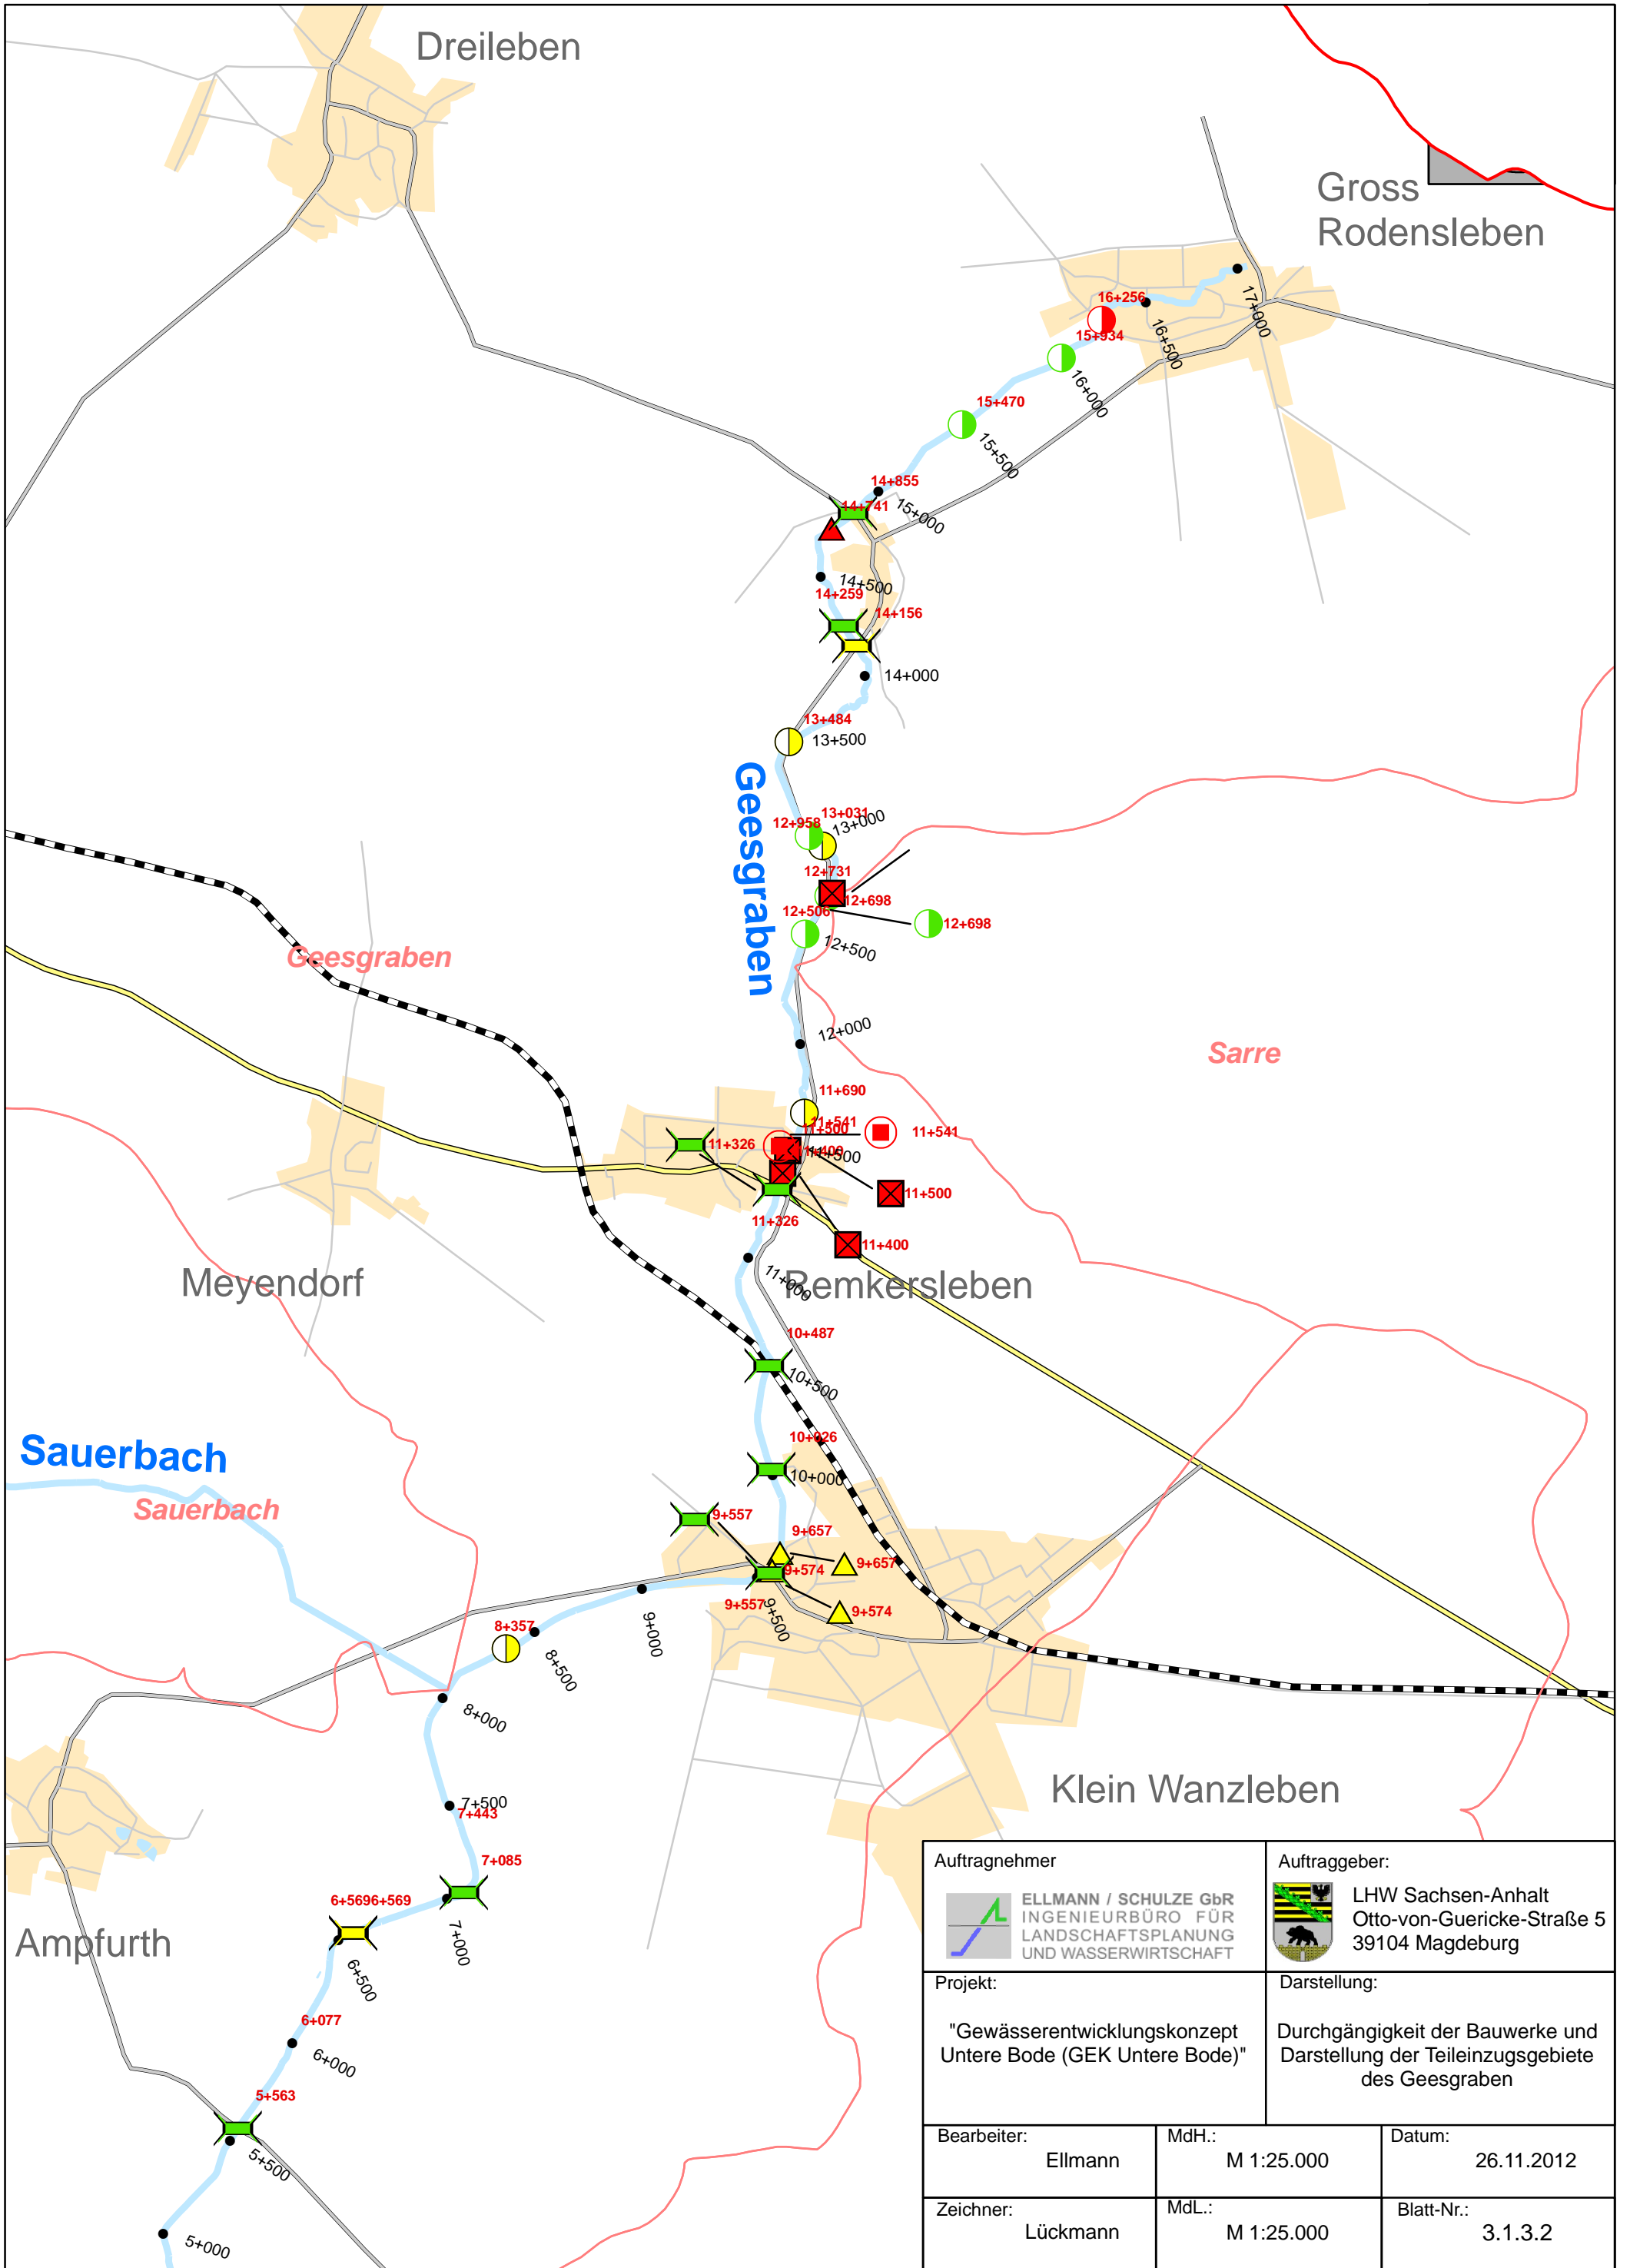 Dreileben
Gross
Rodensleben
16+256
17+000
15+934
16+500
16+000
15+470
15+500
14+855
14+741
15+000
14+500
14+259
14+156
14+000
13+484
13+500
Geesgraben
13+031
12+958
13+000
12+731
12+698
12+506
12+698
12+500
Geesgraben
12+000
Sarre
11+690
11+541
11+500
11+541
11+326
11+400
11+500
11+500
11+326
11+400
Meyendorf
11+000
Remkersleben
10+487
10+500
Sauerbach
10+026
10+000
Sauerbach
9+557
9+657
9+574
9+657
9+557
9+500
9+574
9+000
8+357
8+500
8+000
Klein Wanzleben
7+500
7+443
7+085
6+5696+569
7+000
Ampfurth
6+500
6+077
6+000
5+563
5+500
5+000
Auftragnehmer
ELLMANN / SCHULZE GbR
INGENIEURBÜRO FÜR
LANDSCHAFTSPLANUNG
UND WASSERWIRTSCHAFT
Auftraggeber:
LHW Sachsen-Anhalt
Otto-von-Guericke-Straße 5
39104 Magdeburg
Projekt:
"Gewässerentwicklungskonzept
Untere Bode (GEK Untere Bode)"
Darstellung:
Durchgängigkeit der Bauwerke und
Darstellung der Teileinzugsgebiete
des Geesgraben
Bearbeiter:
Ellmann
MdH.:
M 1:25.000
Datum:
26.11.2012
Zeichner:
Lückmann
MdL.:
M 1:25.000
Blatt-Nr.:
3.1.3.2